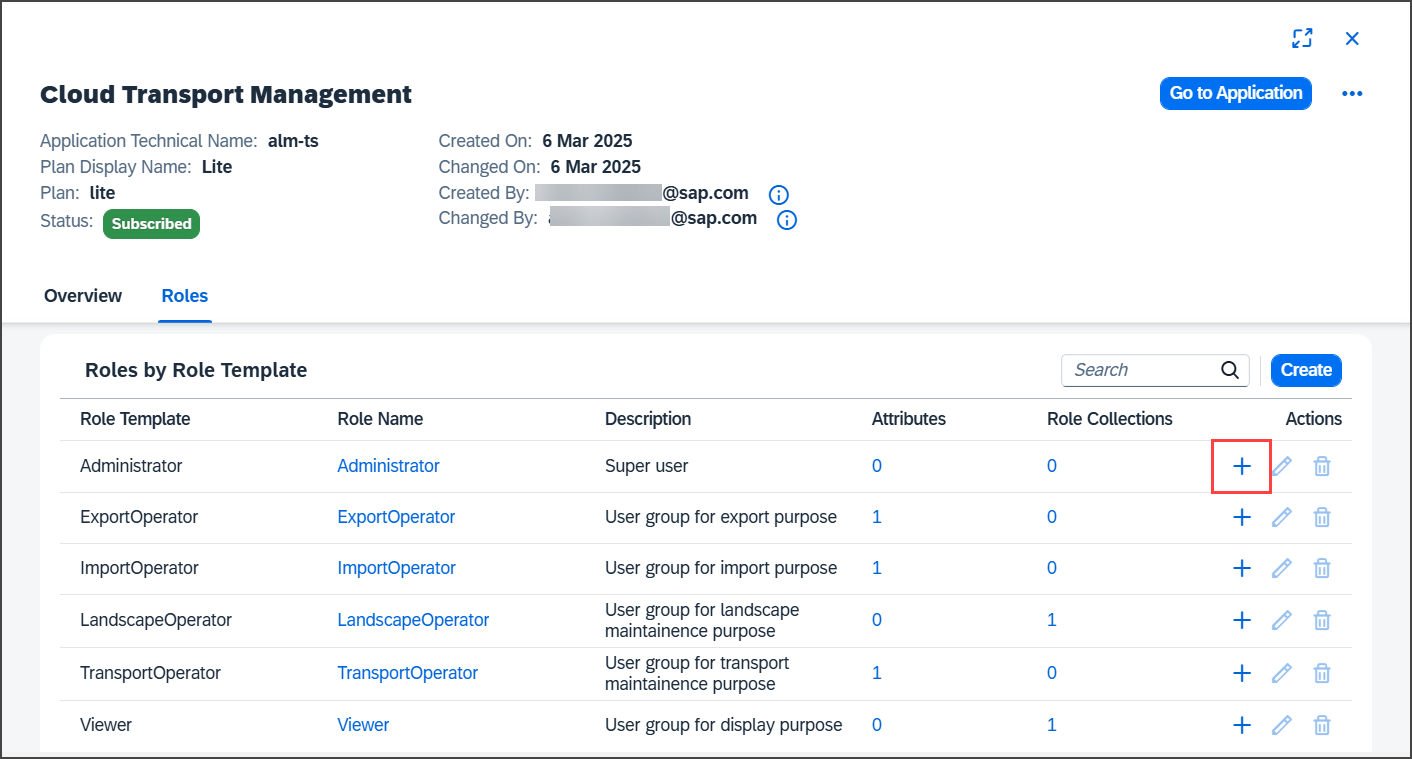 Cloud Transport Management
Go to Application
Application Technical Name: alm-ts
Plan Display Name: Lite
Plan: lite
Status: Subscribed
Created On: 6 Mar 2025
Changed On: 6 Mar 2025
Created By: @sap.com
Changed By: @sap.com
Overview Roles
Roles by Role Template
Search
Create
Role Template Role Name Description Attributes Role Collections Actions
Administrator Administrator Super user 0 0
ExportOperator ExportOperator User group for export purpose 1 0
ImportOperator ImportOperator User group for import purpose 1 0
LandscapeOperator LandscapeOperator User group for landscape 0 1
maintainence purpose
TransportOperator TransportOperator User group for transport 1 0
maintainence purpose
Viewer Viewer User group for display purpose 0 1